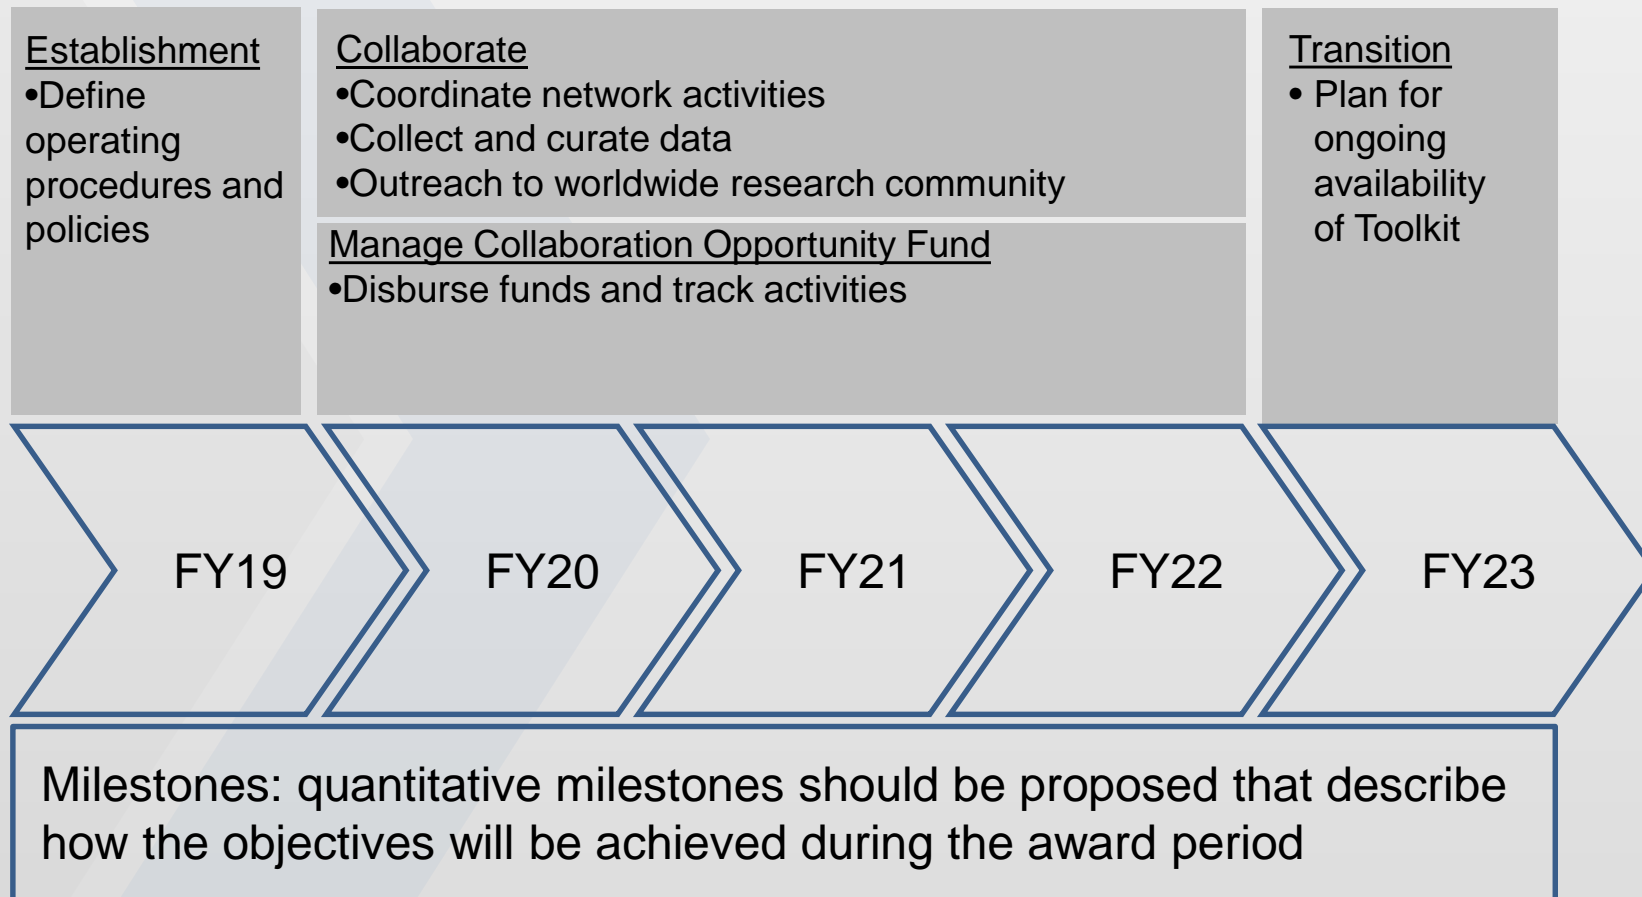 Establishment
•Define
operating
procedures and
policies
Collaborate
•Coordinate network activities
•Collect and curate data
•Outreach to worldwide research community
Manage Collaboration Opportunity Fund
•Disburse funds and track activities
Transition
• Plan for
ongoing
availability
of Toolkit
FY19
FY20
FY21
FY22
FY23
Milestones: quantitative milestones should be proposed that describe
how the objectives will be achieved during the award period